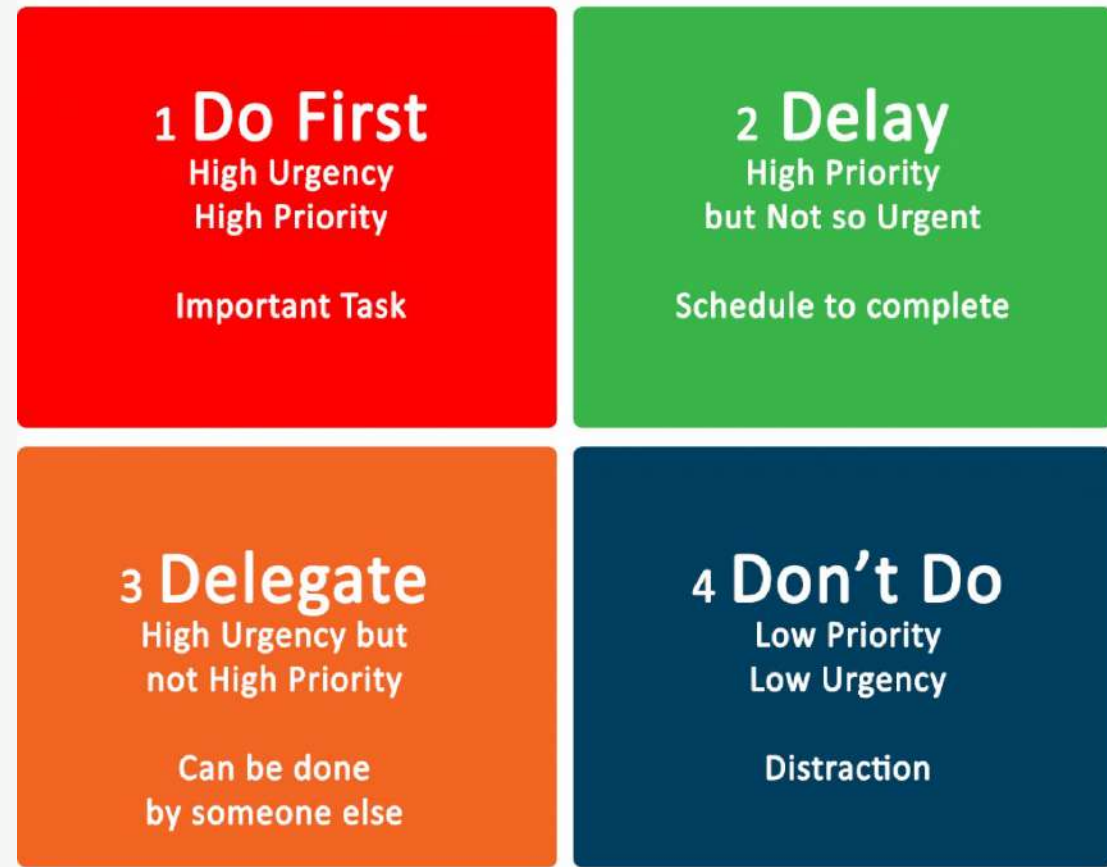 1 Do First
High Urgency
High Priority
Important Task
2 Delay
High Priority
but Not so Urgent
Schedule to complete
3 Delegate
High Urgency but
not High Priority
Can be done
by someone else
4 Don’t Do
Low Priority
Low Urgency
Distraction